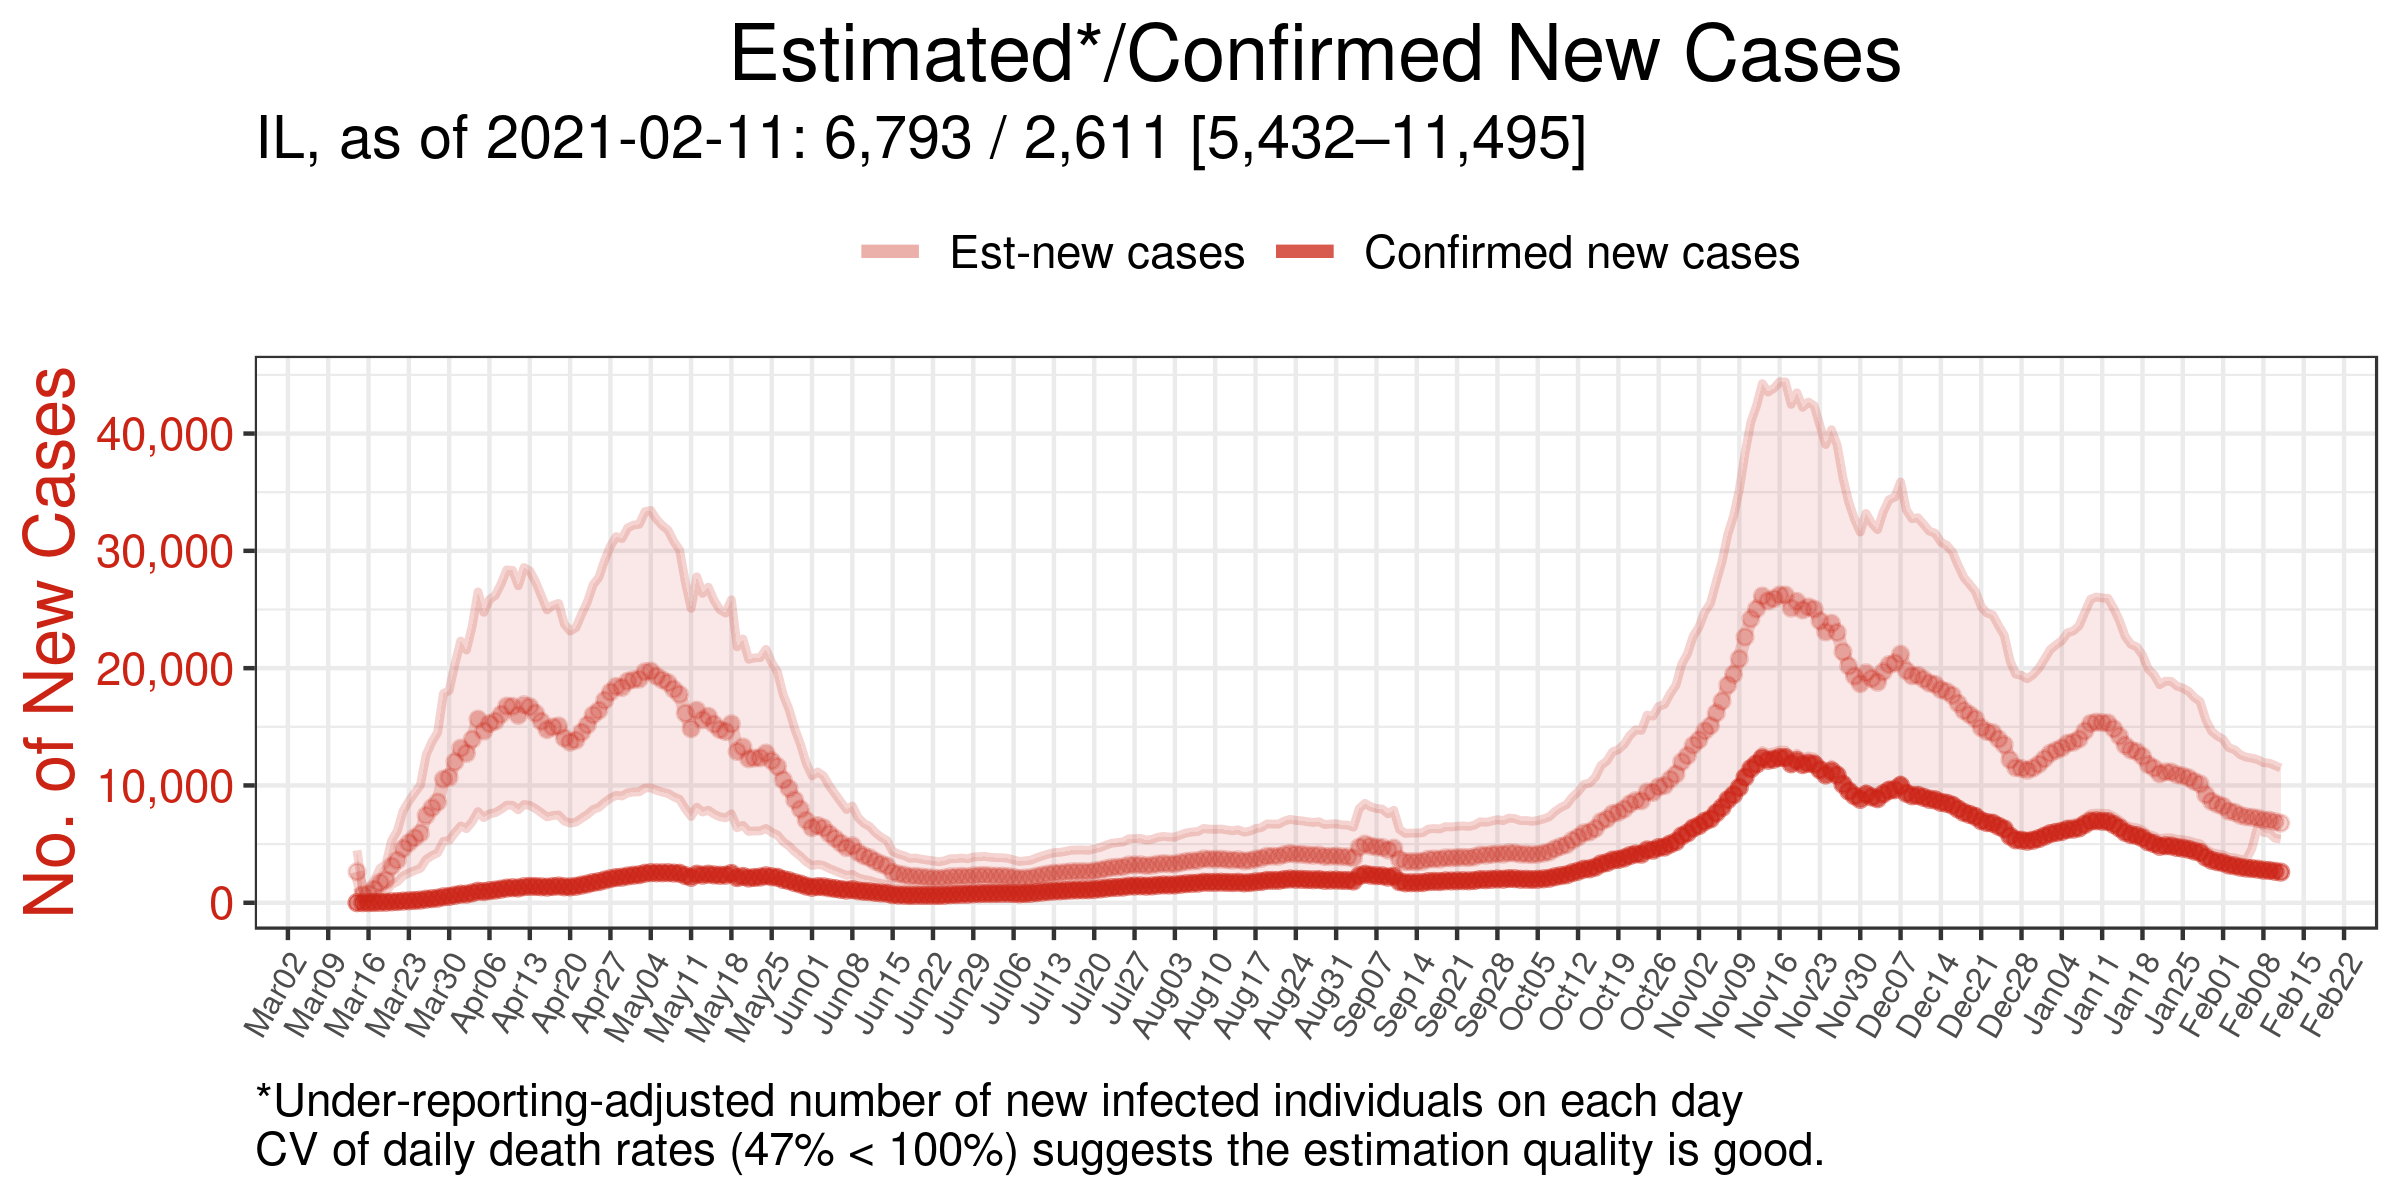 Estimated*/Confirmed New Cases
IL, as of 2021-02-11: 6,793 / 2,611 [5,432–11,495]
Est-new cases
Confirmed new cases
No. of New Cases
40,000
30,000
20,000
10,000
0
Mar02
Mar09
Mar16
Mar23
Mar30
Apr06
Apr13
Apr20
Apr27
May04
May11
May18
May25
Jun01
Jun08
Jun15
Jun22
Jun29
Jul06
Jul13
Jul20
Jul27
Aug03
Aug10
Aug17
Aug24
Aug31
Sep07
Sep14
Sep21
Sep28
Oct05
Oct12
Oct19
Oct26
Nov02
Nov09
Nov16
Nov23
Nov30
Dec07
Dec14
Dec21
Dec28
Jan04
Jan11
Jan18
Jan25
Feb01
Feb08
Feb15
Feb22
*Under-reporting-adjusted number of new infected individuals on each day
CV of daily death rates (47% < 100%) suggests the estimation quality is good.